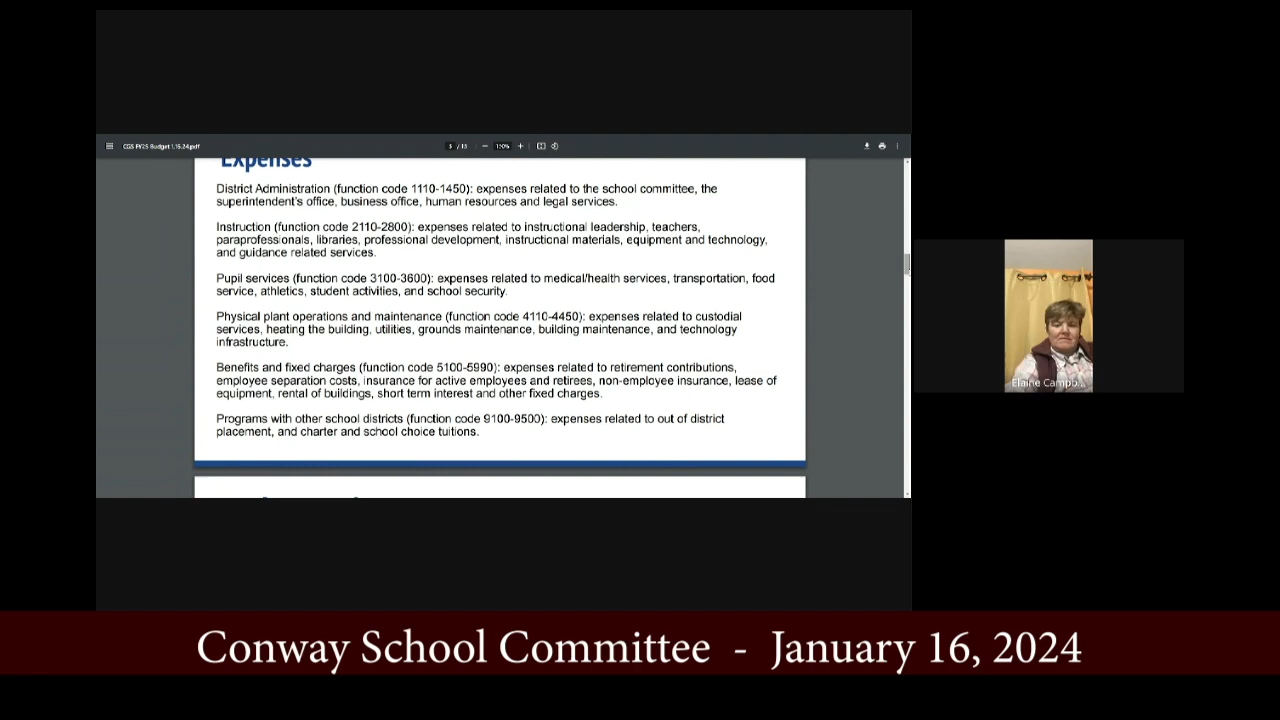 CGS FY25 Budget 1.16.24.pdf
/ 13
Expenses
District Administration (function code 1110-1450): expenses related to the school committee, the
superintendent's office, business office, human resources and legal services.
Instruction (function code 2110-2800): expenses related to instructional leadership, teachers,
paraprofessionals, libraries, professional development, instructional materials, equipment and technology,
and guidance related services.
Pupil services (function code 3100-3600): expenses related to medical/health services, transportation, food
service, athletics, student activities, and school security.
Physical plant operations and maintenance (function code 4110-4450): expenses related to custodial
services, heating the building, utilities, grounds maintenance, building maintenance, and technology
infrastructure.
Benefits and fixed charges (function code 5100-5990): expenses related to retirement contributions,
employee separation costs, insurance for active employees and retirees, non-employee insurance, lease of
equipment, rental of buildings, short term interest and other fixed charges.
Programs with other school districts (function code 9100-9500): expenses related to out of district
placement, and charter and school choice tuitions.
Elaine Campo...
Conway School Committee - January 16, 2024